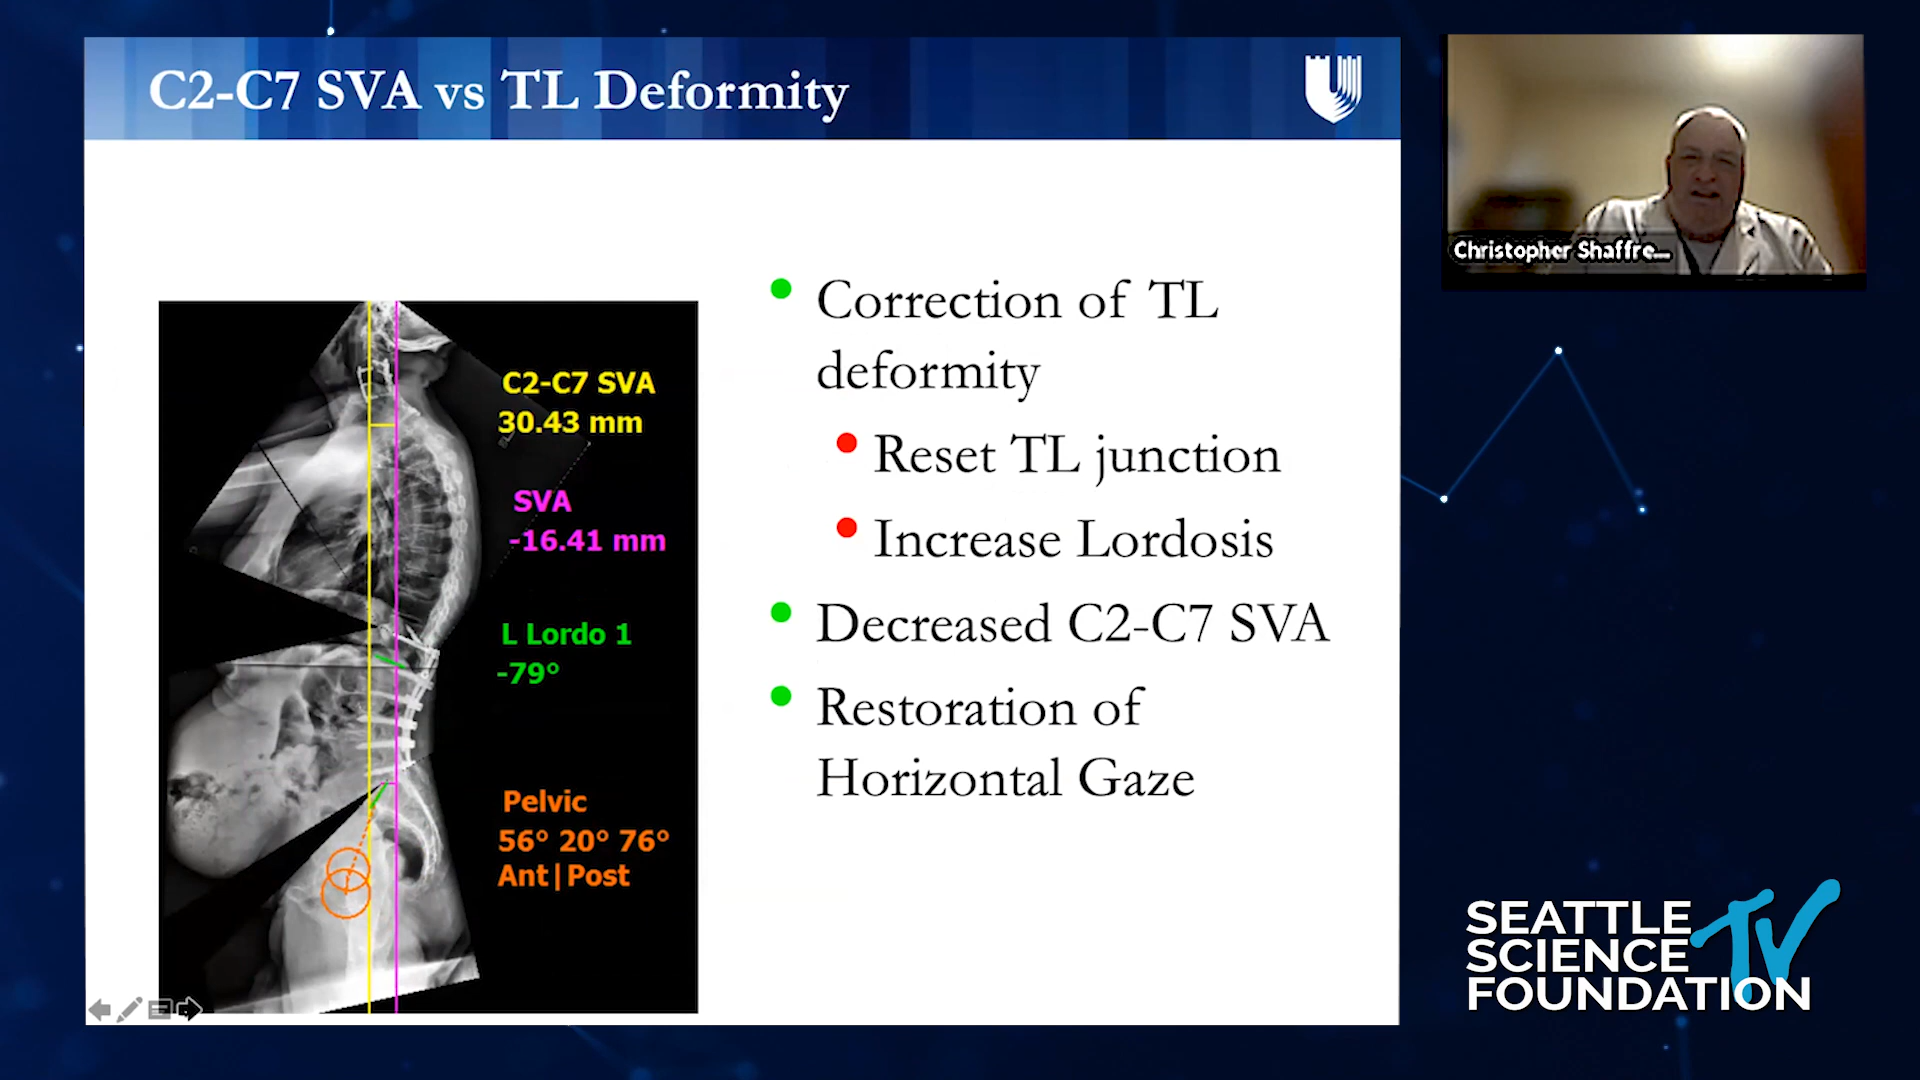 C2-C7 SVA vs TL Deformity
Christopher Shaffre...
C2-C7 SVA
30.43 mm
SVA
-16.41 mm
L Lordo 1
-79°
Pelvic
56° 20° 76°
Ant|Post
Correction of TL
deformity
Reset TL junction
Increase Lordosis
Decreased C2-C7 SVA
Restoration of
Horizontal Gaze
SEATTLE
SCIENCE TV
FOUNDATION